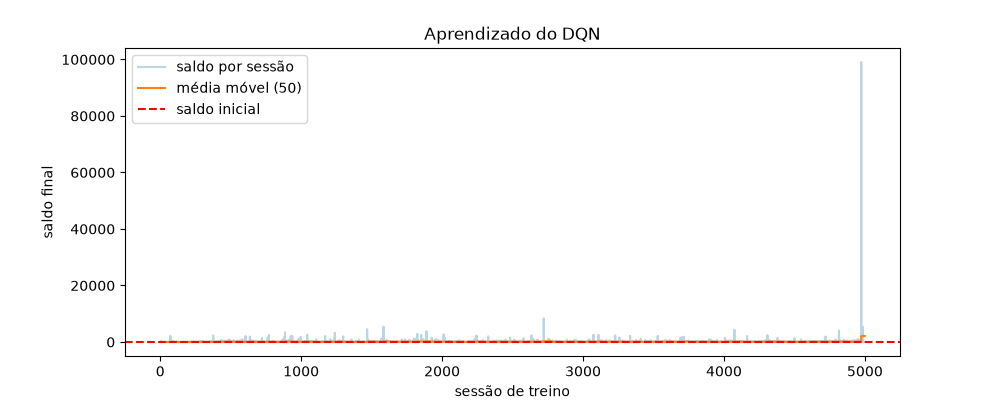 Aprendizado do DQN
saldo por sessão
média móvel (50)
saldo inicial
100000
80000
60000
40000
20000
0
saldo final
0 1000 2000 3000 4000 5000
sessão de treino